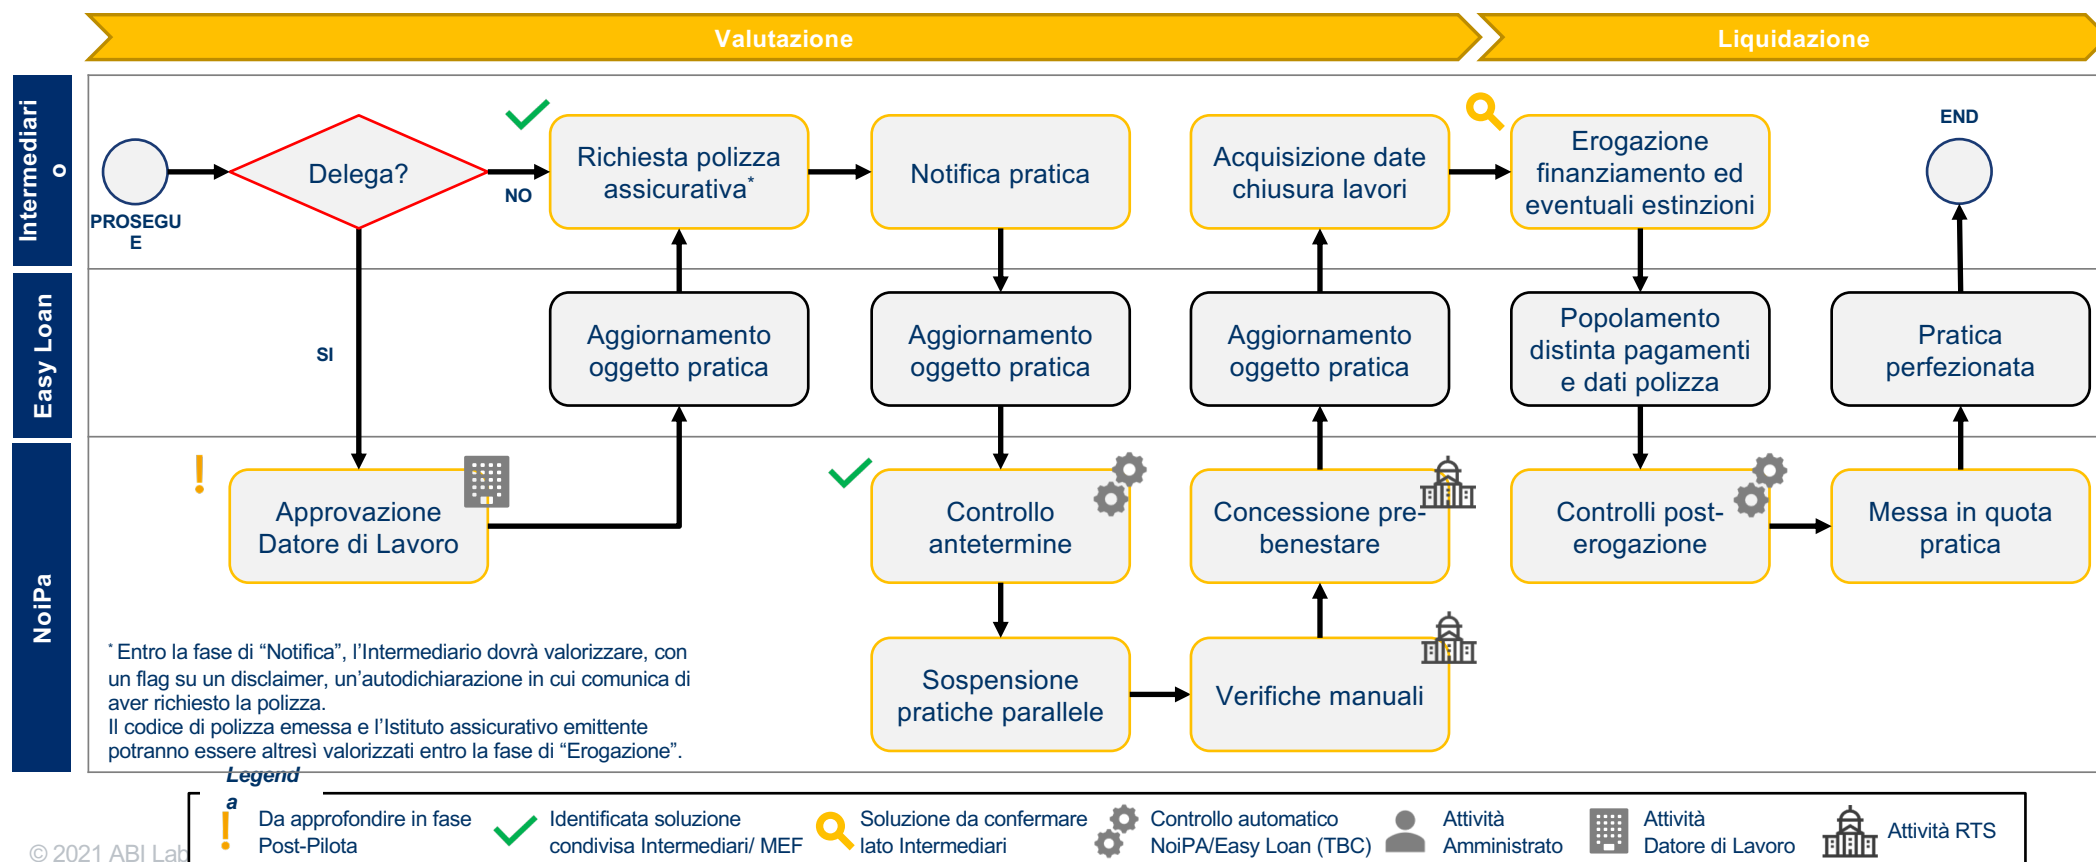 Valutazione
Liquidazione
Intermediari
o
Easy Loan
NoiPa
PROSEGU
E
Delega?
NO
SI
Richiesta polizza
assicurativa*
Notifica pratica
Acquisizione date
chiusura lavori
Erogazione
finanziamento ed
eventuali estinzioni
END
Aggiornamento
oggetto pratica
Aggiornamento
oggetto pratica
Aggiornamento
oggetto pratica
Popolamento
distinta pagamenti
e dati polizza
Pratica
perfezionata
Approvazione
Datore di Lavoro
Controllo
antetermine
Concessione pre-
benestare
Controlli post-
erogazione
Messa in quota
pratica
Sospensione
pratiche parallele
Verifiche manuali
* Entro la fase di “Notifica”, l’Intermediario dovrà valorizzare, con
un flag su un disclaimer, un’autodichiarazione in cui comunica di
aver richiesto la polizza.
Il codice di polizza emessa e l’Istituto assicurativo emittente
potranno essere altresì valorizzati entro la fase di “Erogazione”.
Legend
a
Da approfondire in fase
Post-Pilota
Identificata soluzione
condivisa Intermediari/ MEF
Soluzione da confermare
lato Intermediari
Controllo automatico
NoiPA/Easy Loan (TBC)
Attività
Amministrato
Attività
Datore di Lavoro
Attività RTS
© 2021 ABI Lab